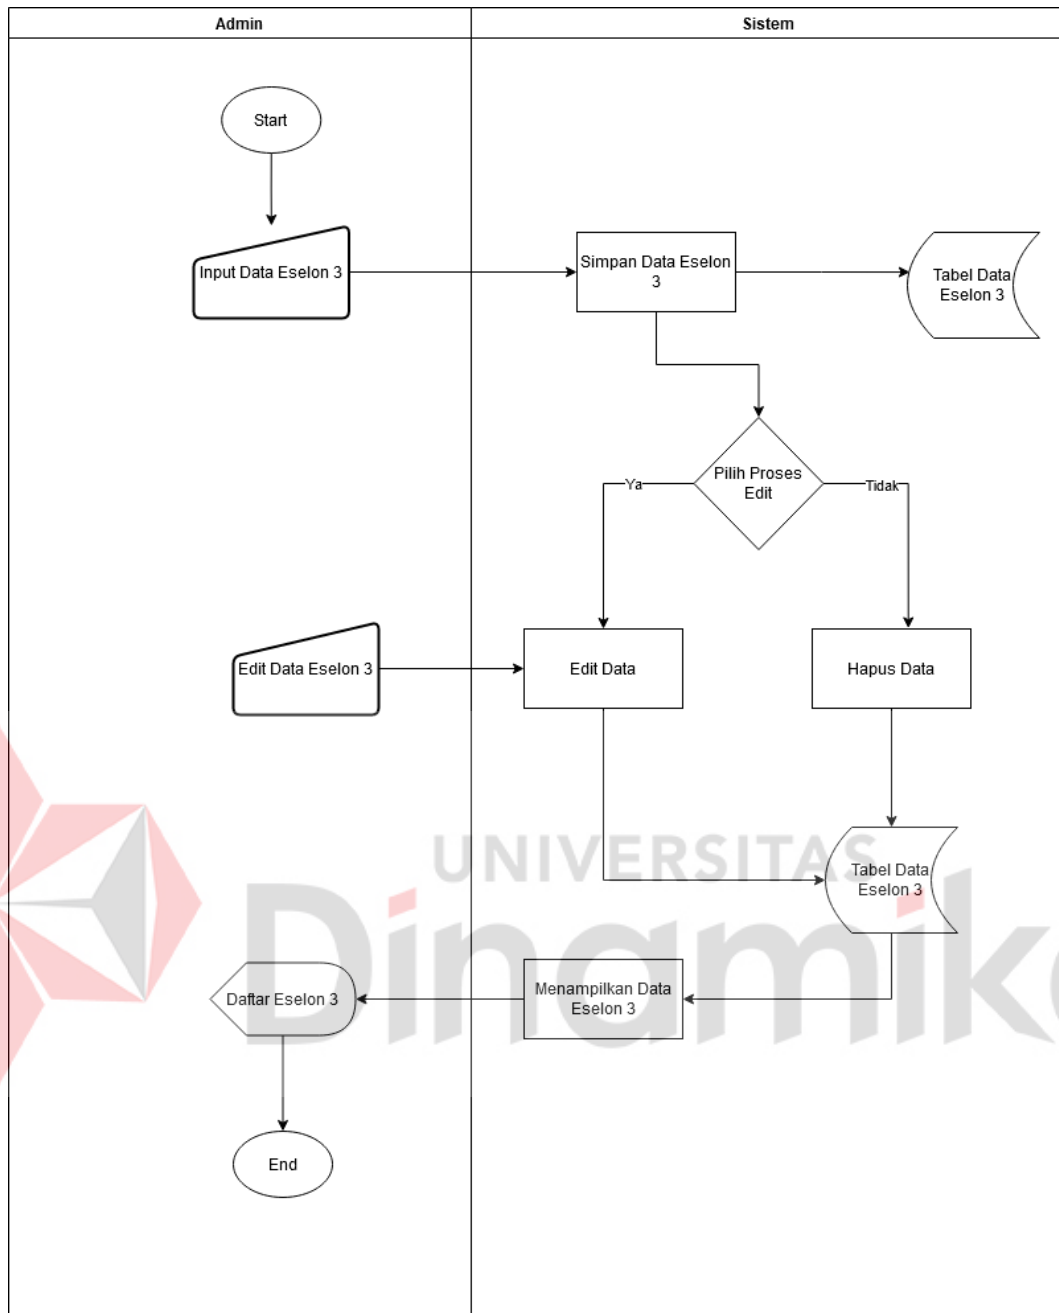 Admin
Sistem
Start
Input Data Eselon 3
Simpan Data Eselon
3
Tabel Data
Eselon 3
Pilih Proses
Edit
Ya
Tidak
Edit Data Eselon 3
Edit Data
Hapus Data
UNIVERSITAS
Dinamika
Tabel Data
Eselon 3
Menampilkan Data
Eselon 3
Daftar Eselon 3
End